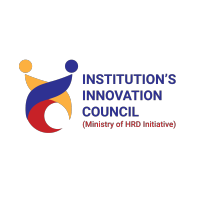 INSTITUTION'S
INNOVATION
COUNCIL
(Ministry of HRD Initiative)